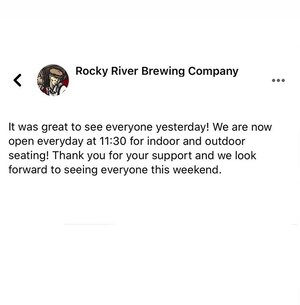 Rocky River Brewing Company
It was great to see everyone yesterday! We are now
open everyday at 11:30 for indoor and outdoor
seating! Thank you for your support and we look
forward to seeing everyone this weekend.